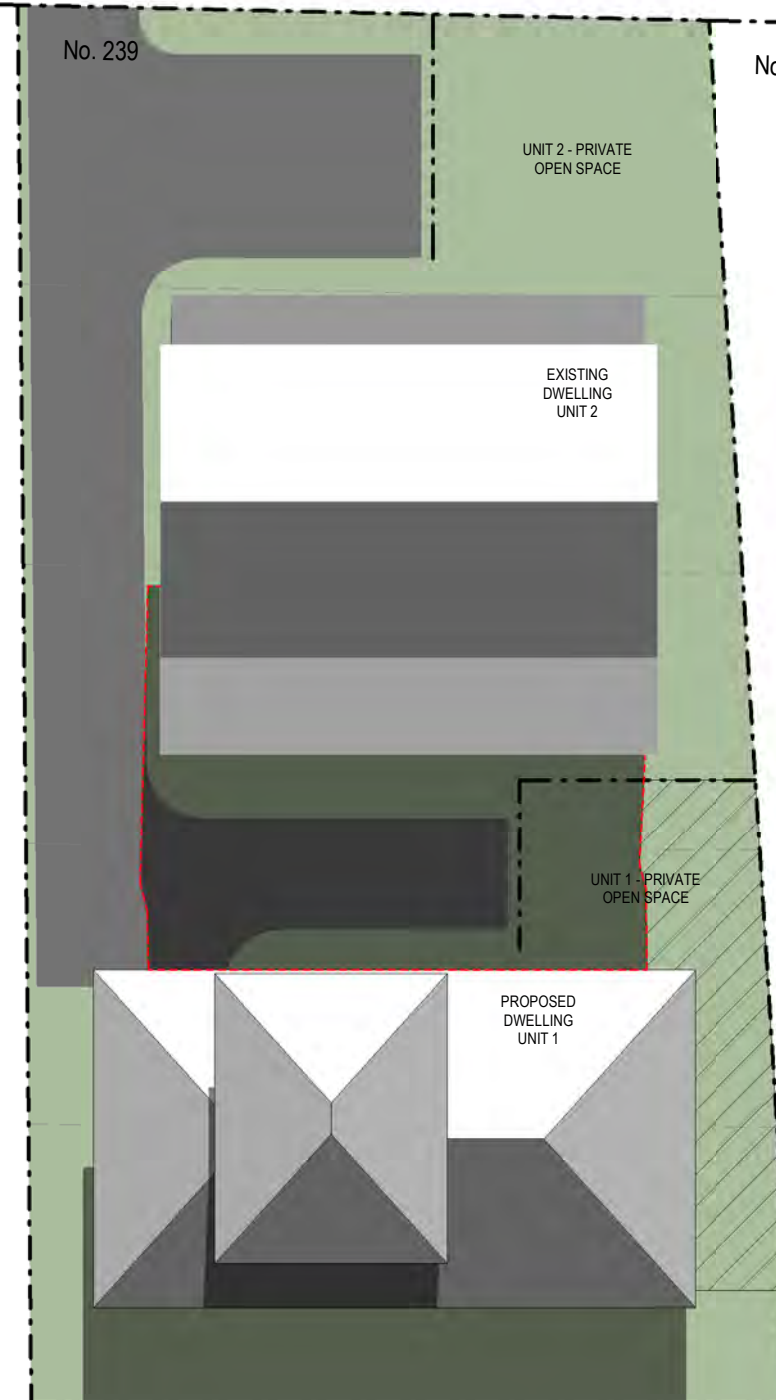 No. 239
No
UNIT 2 - PRIVATE
OPEN SPACE
EXISTING
DWELLING
UNIT 2
UNIT 1 - PRIVATE
OPEN SPACE
PROPOSED
DWELLING
UNIT 1